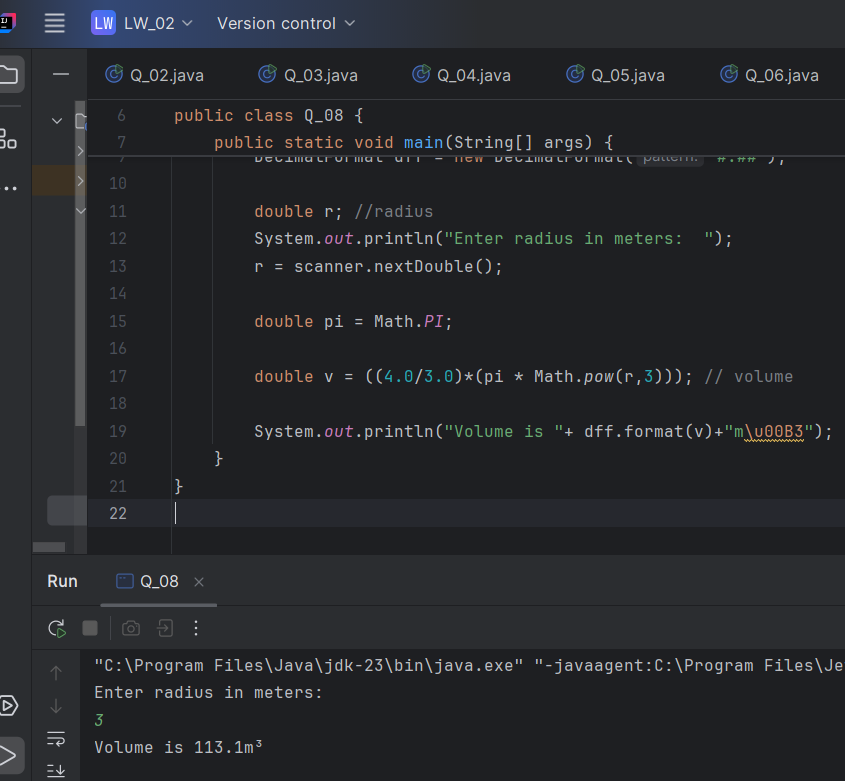 LW LW_02 Version control
Q_02.java Q_03.java Q_04.java Q_05.java Q_06.java
6 public class Q_08 {
7 public static void main(String[] args) {
DecimalFormat dff = new DecimalFormat( pattern: "#.##");
10
11 double r; //radius
12 System.out.println("Enter radius in meters:  ");
13 r = scanner.nextDouble();
14
15 double pi = Math.PI;
16
17 double v = ((4.0/3.0)*(pi * Math.pow(r,3))); // volume
18
19 System.out.println("Volume is "+ dff.format(v)+"m\u00B3");
20 }
21 }
22
Run Q_08
"C:\Program Files\Java\jdk-23\bin\java.exe" "-javaagent:C:\Program Files\Je
Enter radius in meters:
3
Volume is 113.1m³